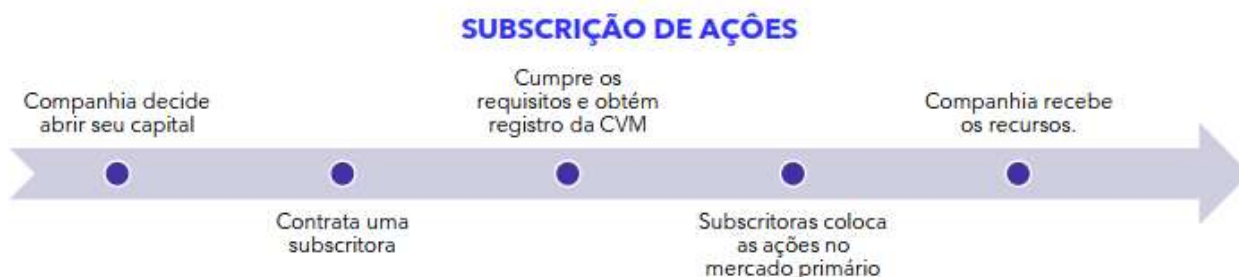 SUBSCRIÇÃO DE AÇÔES
Companhia decide
abrir seu capital
Contrata uma
subscritora
Cumpre os
requisitos e obtém
registro da CVM
Subscritoras coloca
as ações no
mercado primário
Companhia recebe
os recursos.